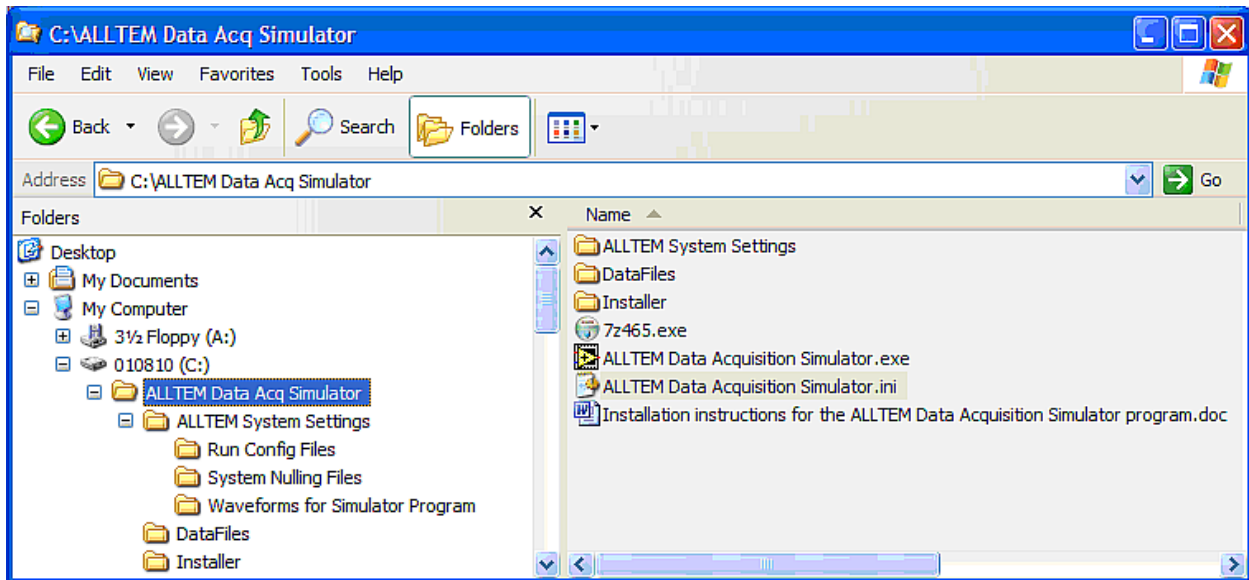 C:\ALLTEM Data Acq Simulator
File Edit View Favorites Tools Help
Back Search Folders
Address C:\ALLTEM Data Acq Simulator Go
Folders x
Desktop
My Documents
My Computer
3½ Floppy (A:)
010810 (C:)
ALLTEM Data Acq Simulator
ALLTEM System Settings
Run Config Files
System Nulling Files
Waveforms for Simulator Program
DataFiles
Installer
Name
ALLTEM System Settings
DataFiles
Installer
7z465.exe
ALLTEM Data Acquisition Simulator.exe
ALLTEM Data Acquisition Simulator.ini
Installation instructions for the ALLTEM Data Acquisition Simulator program.doc